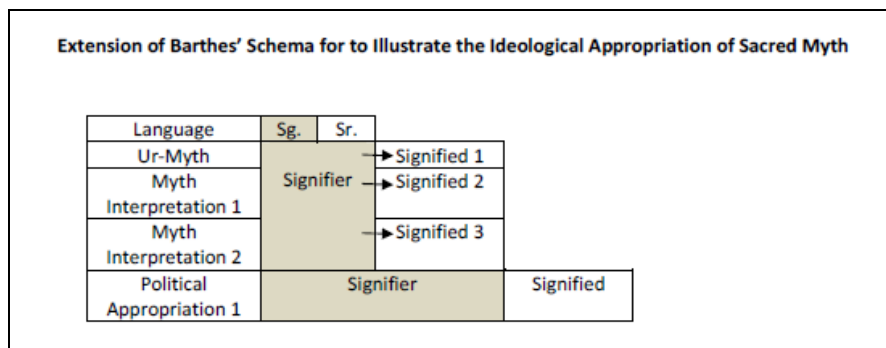 Extension of Barthes’ Schema for to Illustrate the Ideological Appropriation of Sacred Myth
Language Sg. Sr.
Ur-Myth Signified 1
Myth Signifier Signified 2
Interpretation 1
Myth Signified 3
Interpretation 2
Political Signifier Signified
Appropriation 1